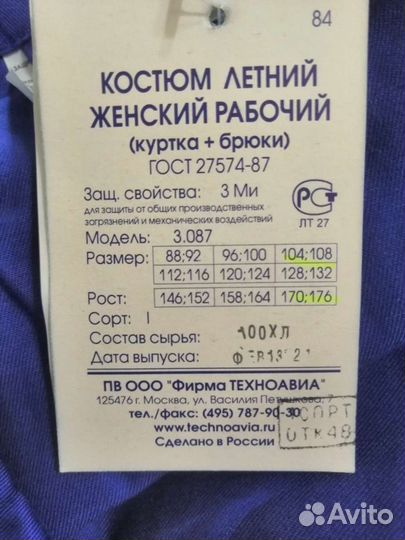 84
КОСТЮМ ЛЕТНИЙ
ЖЕНСКИЙ РАБОЧИЙ
(куртка + брюки)
ГОСТ 27574-87
Защ. свойства: 3 Ми
для защиты от общих производственных
загрязнений и механических воздействий
РСТ
ЛТ 27
Модель: 3.087
Размер: 88;92 96;100 104;108
112;116 120;124 128;132
Рост: 146;152 158;164 170;176
Сорт: I
Состав сырья: 100ХЛ
Дата выпуска:
ПВ ООО "Фирма ТЕХНОАВИА"
125476 г. Москва, ул. Василия Петушкова, 7
тел./факс: (495) 787-90-30
www.technoavia.ru
Сделано в России
СОРТ
ОТК48
Avito